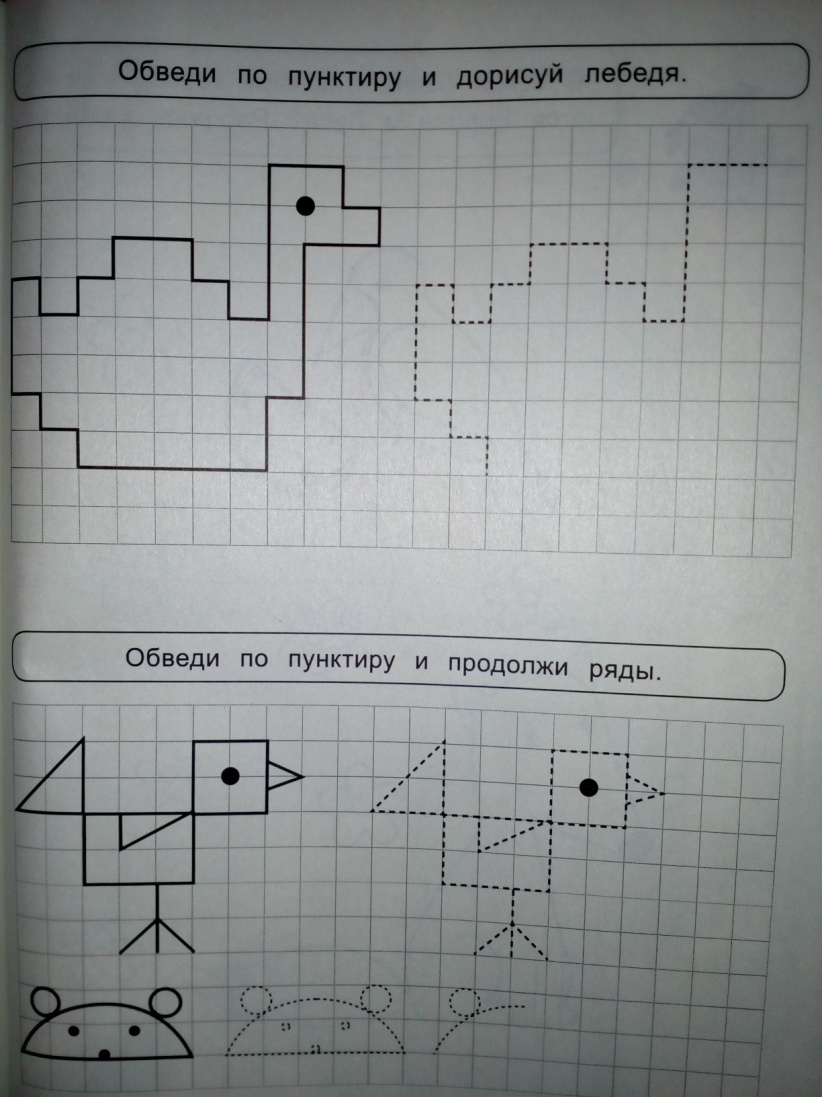 Обведи по пунктиру и дорисуй лебедя.
Обведи по пунктиру и продолжи ряды.